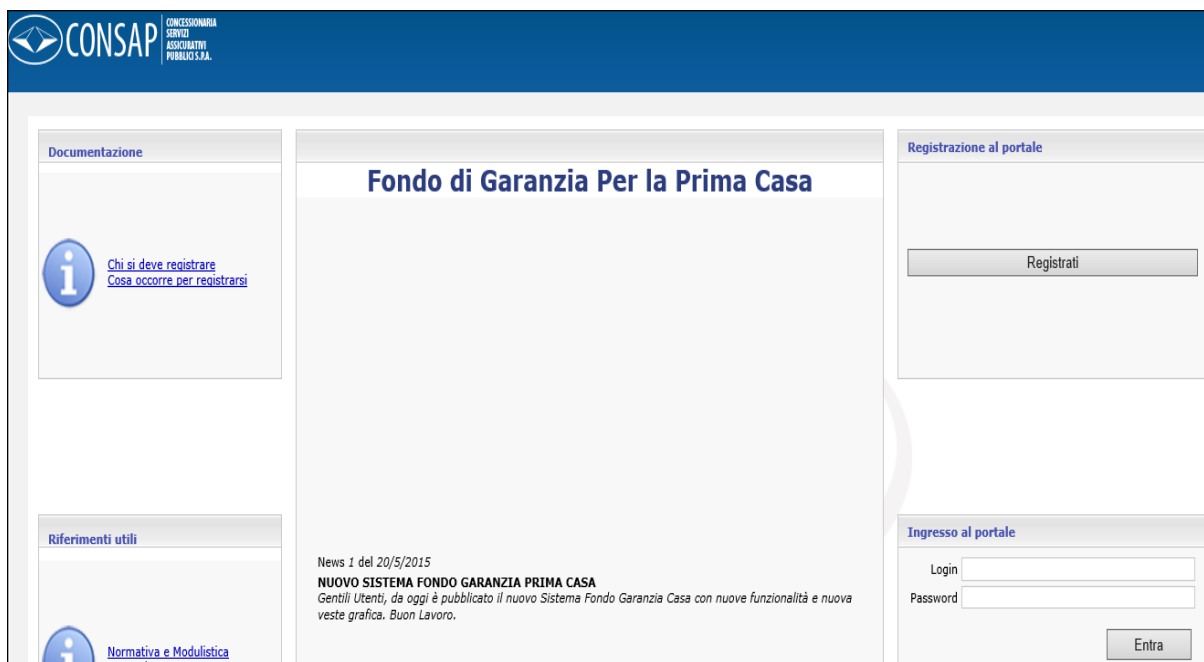 CONSAP
CONCESSIONARIA
SERVIZI
ASSICURATIVI
PUBBLICI S.P.A.
Documentazione
Chi si deve registrare
Cosa occorre per registrarsi
Fondo di Garanzia Per la Prima Casa
Registrazione al portale
Registrati
Riferimenti utili
Normativa e Modulistica
News 1 del 20/5/2015
NUOVO SISTEMA FONDO GARANZIA PRIMA CASA
Gentili Utenti, da oggi è pubblicato il nuovo Sistema Fondo Garanzia Casa con nuove funzionalità e nuova
veste grafica. Buon Lavoro.
Ingresso al portale
Login
Password
Entra